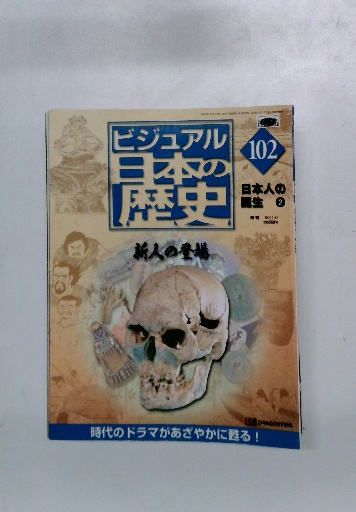 ビジュアル
日本の
歴史
102
日本人の
誕生 2
新人の登場
DEAGOSTINI
時代のドラマがあざやかに甦る!